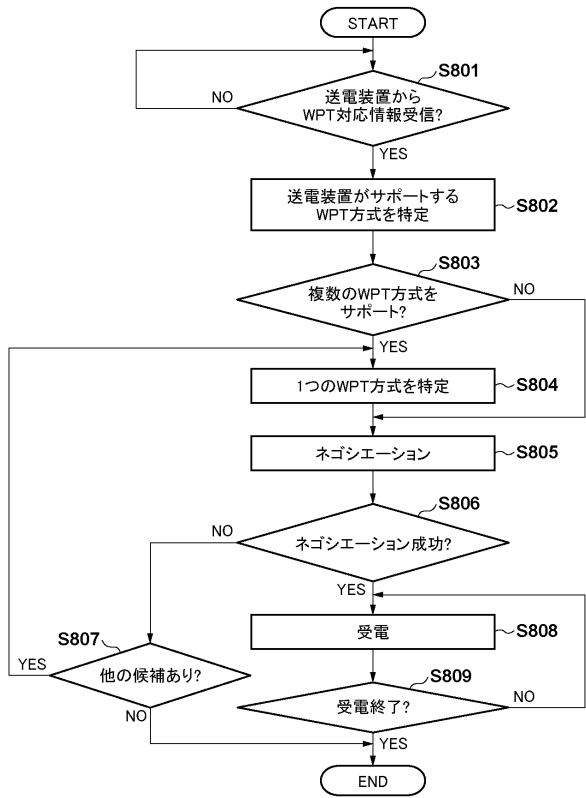 START
S801
送電装置から
WPT対応情報受信?
NO
YES
送電装置がサポートする
WPT方式を特定
S802
S803
複数のWPT方式を
サポート?
NO
YES
1つのWPT方式を特定
S804
ネゴシエーション
S805
S806
ネゴシエーション成功?
NO
YES
S807
他の候補あり?
YES
NO
受電
S808
S809
受電終了?
NO
YES
END